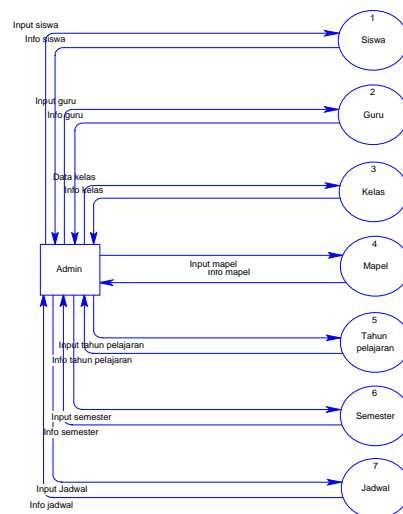 Input siswa
1
Info siswa
Siswa
2
Input guru
Info guru
Guru
3
Data kelas
Info kelas
Kelas
4
Admin
Input mapel
Info mapel
Mapel
5
Tahun
pelajaran
Input tahun pelajaran
Info tahun pelajaran
6
Input semester
Semester
Info semester
7
Input Jadwal
Jadwal
Info jadwal